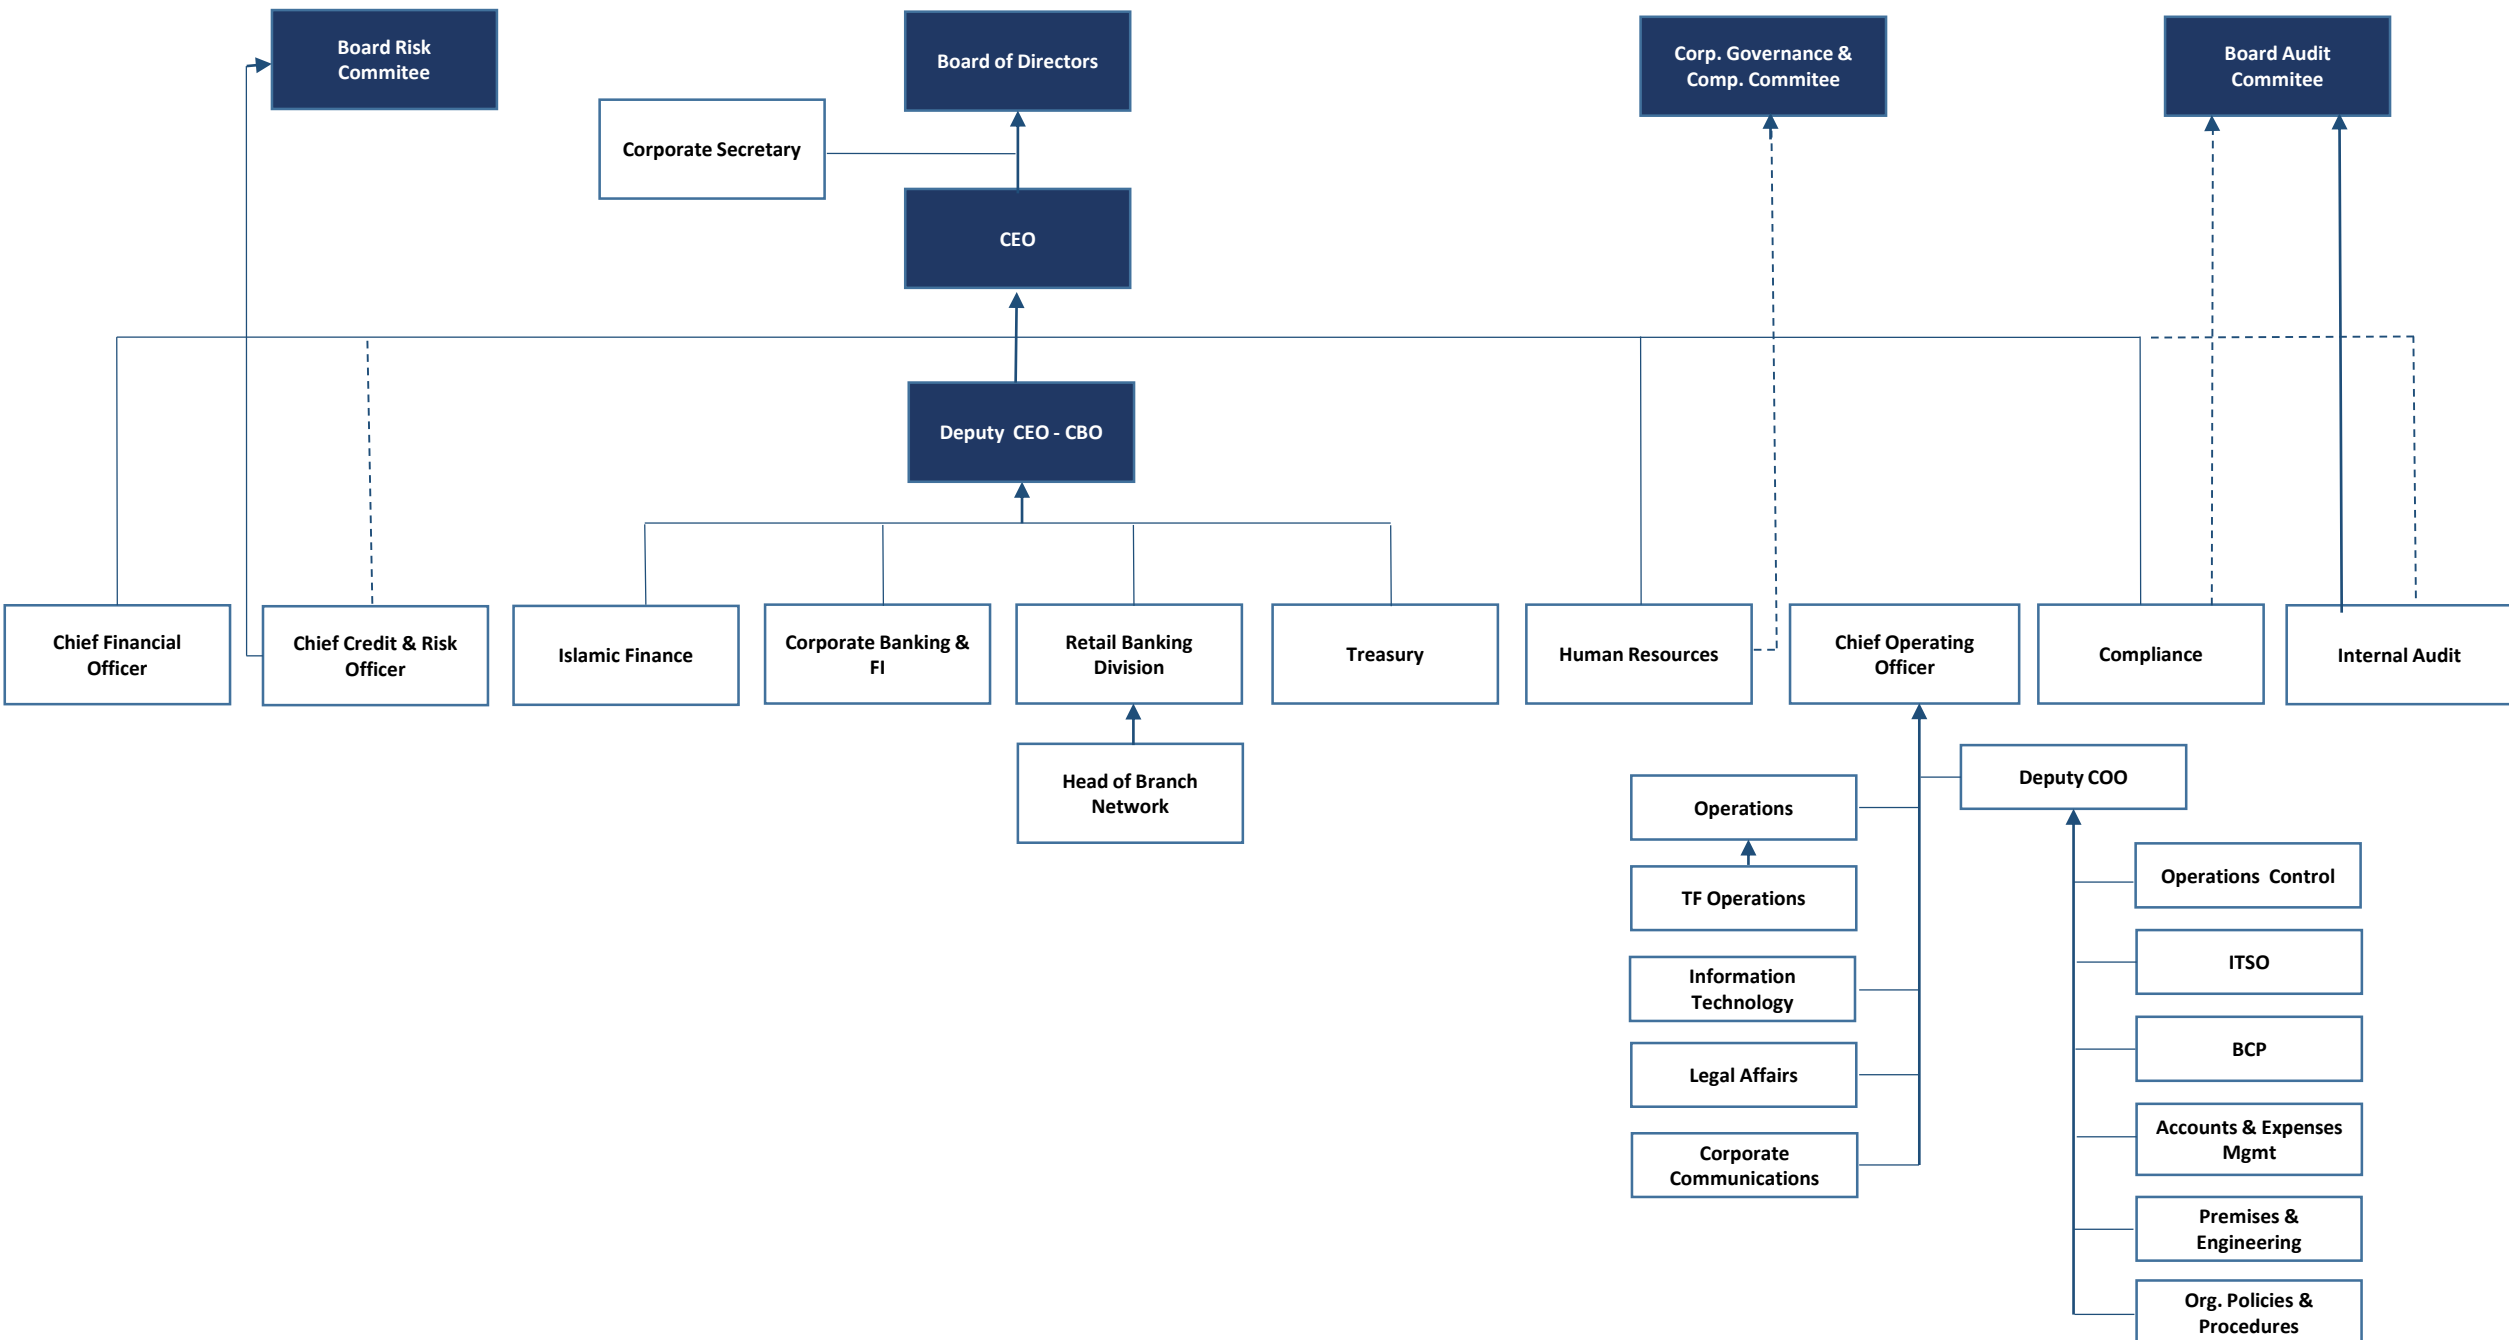 Board Risk
Commitee
Board of Directors
Corp. Governance &
Comp. Commitee
Board Audit
Commitee
Corporate Secretary
CEO
Deputy  CEO - CBO
Chief Financial
Officer
Chief Credit & Risk
Officer
Islamic Finance
Corporate Banking &
FI
Retail Banking
Division
Treasury
Human Resources
Chief Operating
Officer
Compliance
Internal Audit
Head of Branch
Network
Deputy COO
Operations
TF Operations
Information
Technology
Legal Affairs
Corporate
Communications
Operations  Control
ITSO
BCP
Accounts & Expenses
Mgmt
Premises &
Engineering
Org. Policies &
Procedures